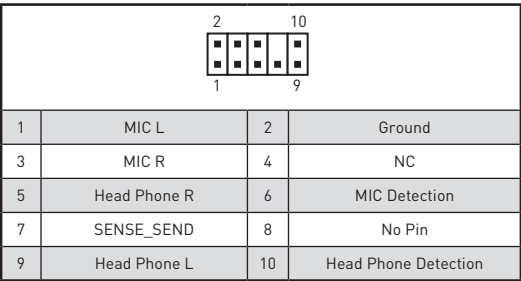 2 10
1 9
1 MIC L 2 Ground
3 MIC R 4 NC
5 Head Phone R 6 MIC Detection
7 SENSE_SEND 8 No Pin
9 Head Phone L 10 Head Phone Detection